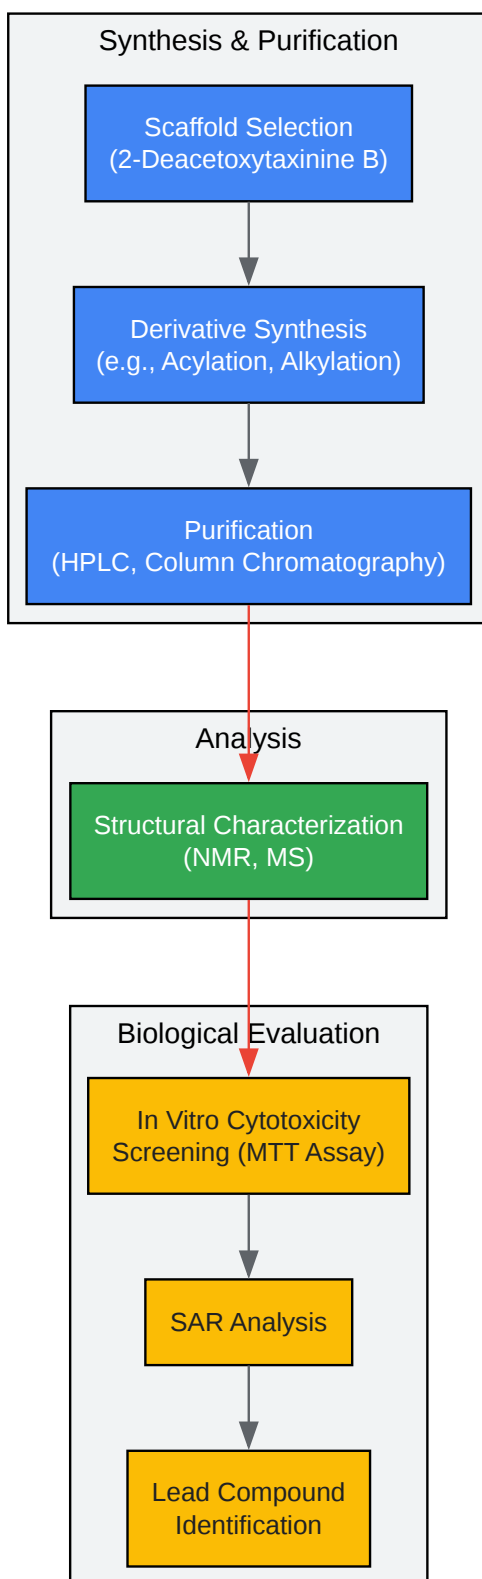 Synthesis & Purification
Scaffold Selection
(2-Deacetoxytaxinine B)
Derivative Synthesis
(e.g., Acylation, Alkylation)
Purification
(HPLC, Column Chromatography)
Analysis
Structural Characterization
(NMR, MS)
Biological Evaluation
In Vitro Cytotoxicity
Screening (MTT Assay)
SAR Analysis
Lead Compound
Identification